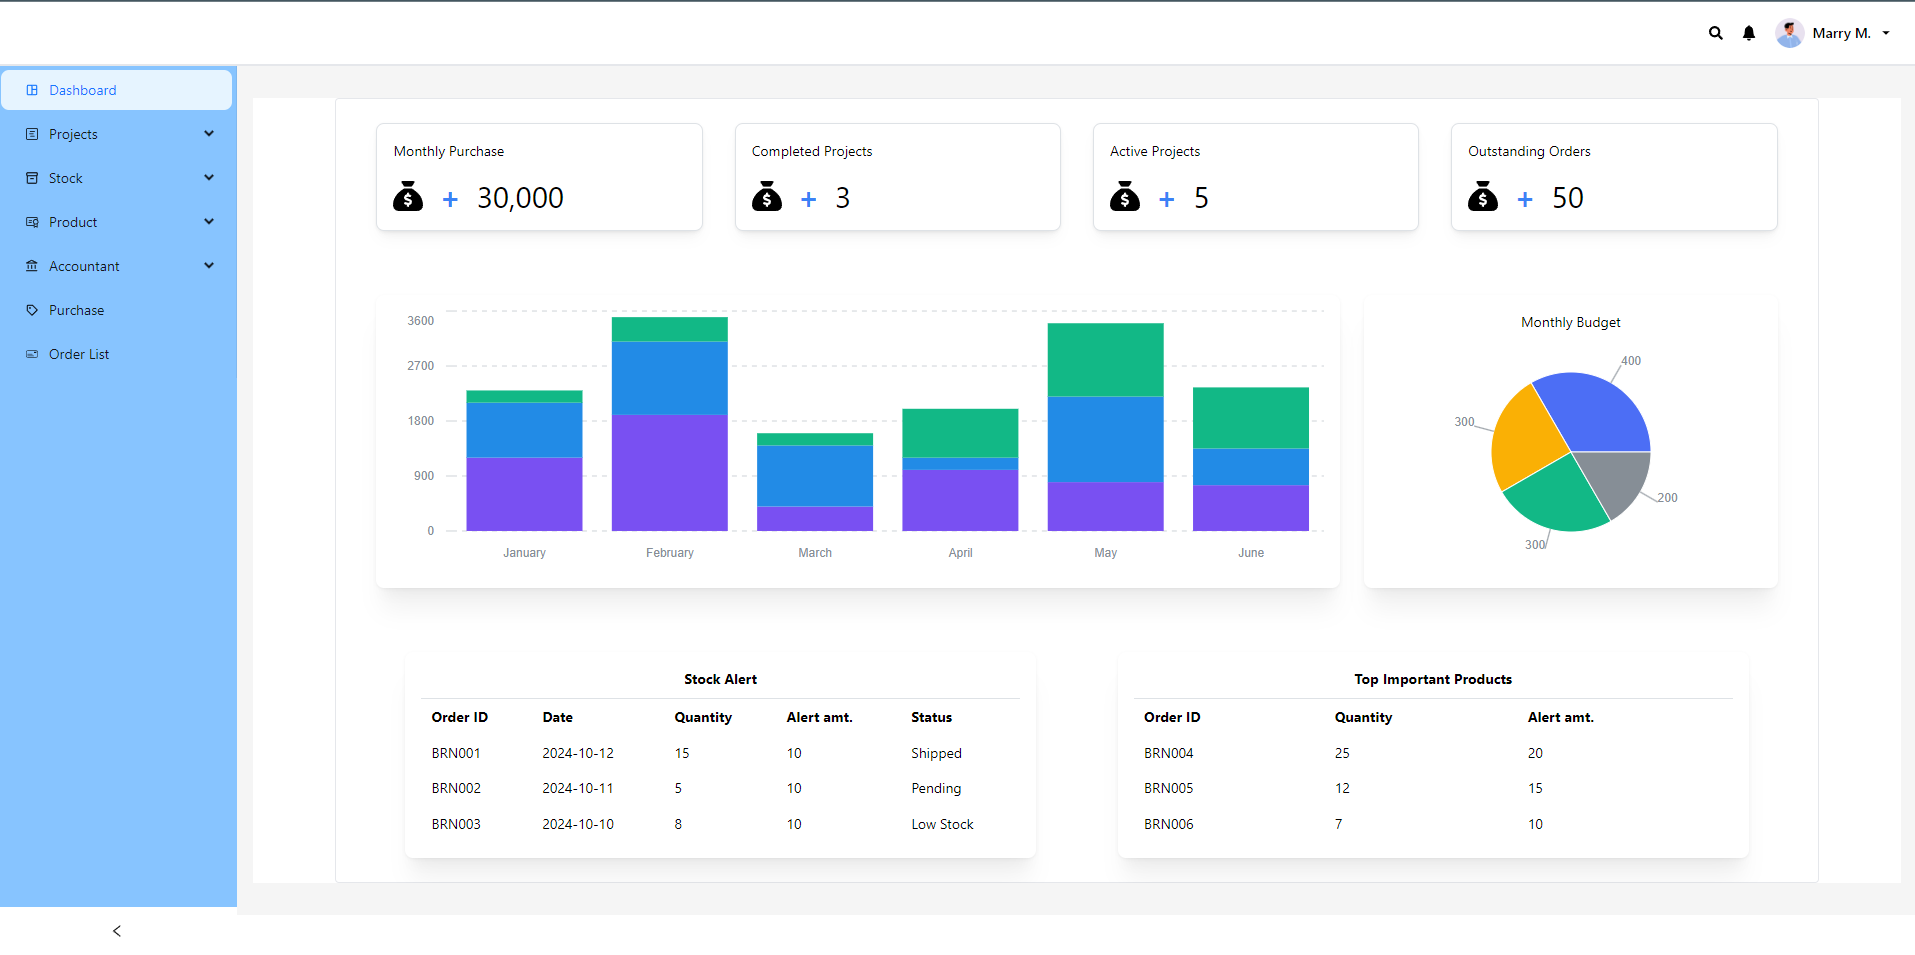 Marry M.
Dashboard
Projects
Stock
Product
Accountant
Purchase
Order List
Monthly Purchase
$ + 30,000
Completed Projects
$ + 3
Active Projects
$ + 5
Outstanding Orders
$ + 50
3600
2700
1800
900
0
January February March April May June
Monthly Budget
400
300
200
300
Stock Alert
Order ID Date Quantity Alert amt. Status
BRN001 2024-10-12 15 10 Shipped
BRN002 2024-10-11 5 10 Pending
BRN003 2024-10-10 8 10 Low Stock
Top Important Products
Order ID Quantity Alert amt.
BRN004 25 20
BRN005 12 15
BRN006 7 10